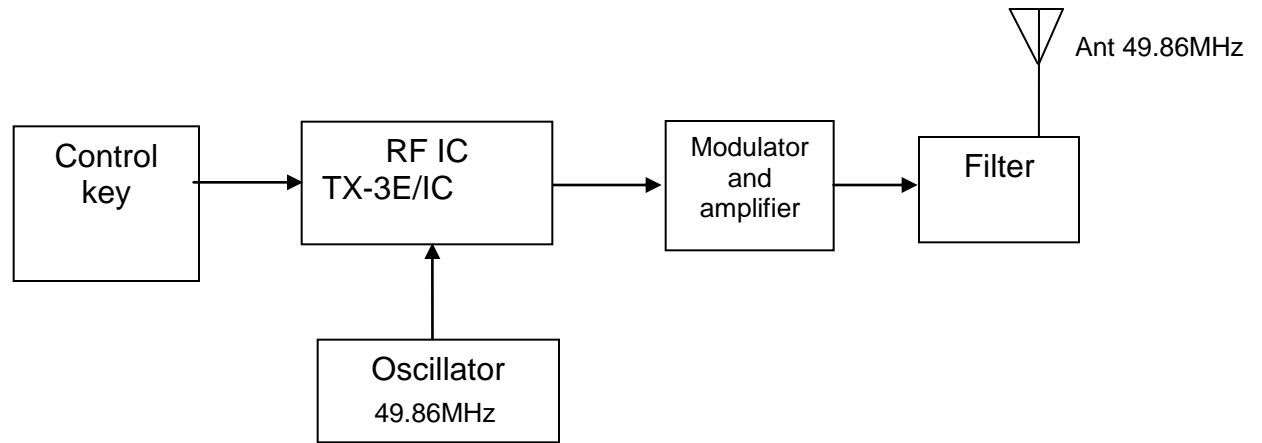 Ant 49.86MHz
Control
key
RF IC
TX-3E/IC
Modulator
and
amplifier
Filter
Oscillator
49.86MHz